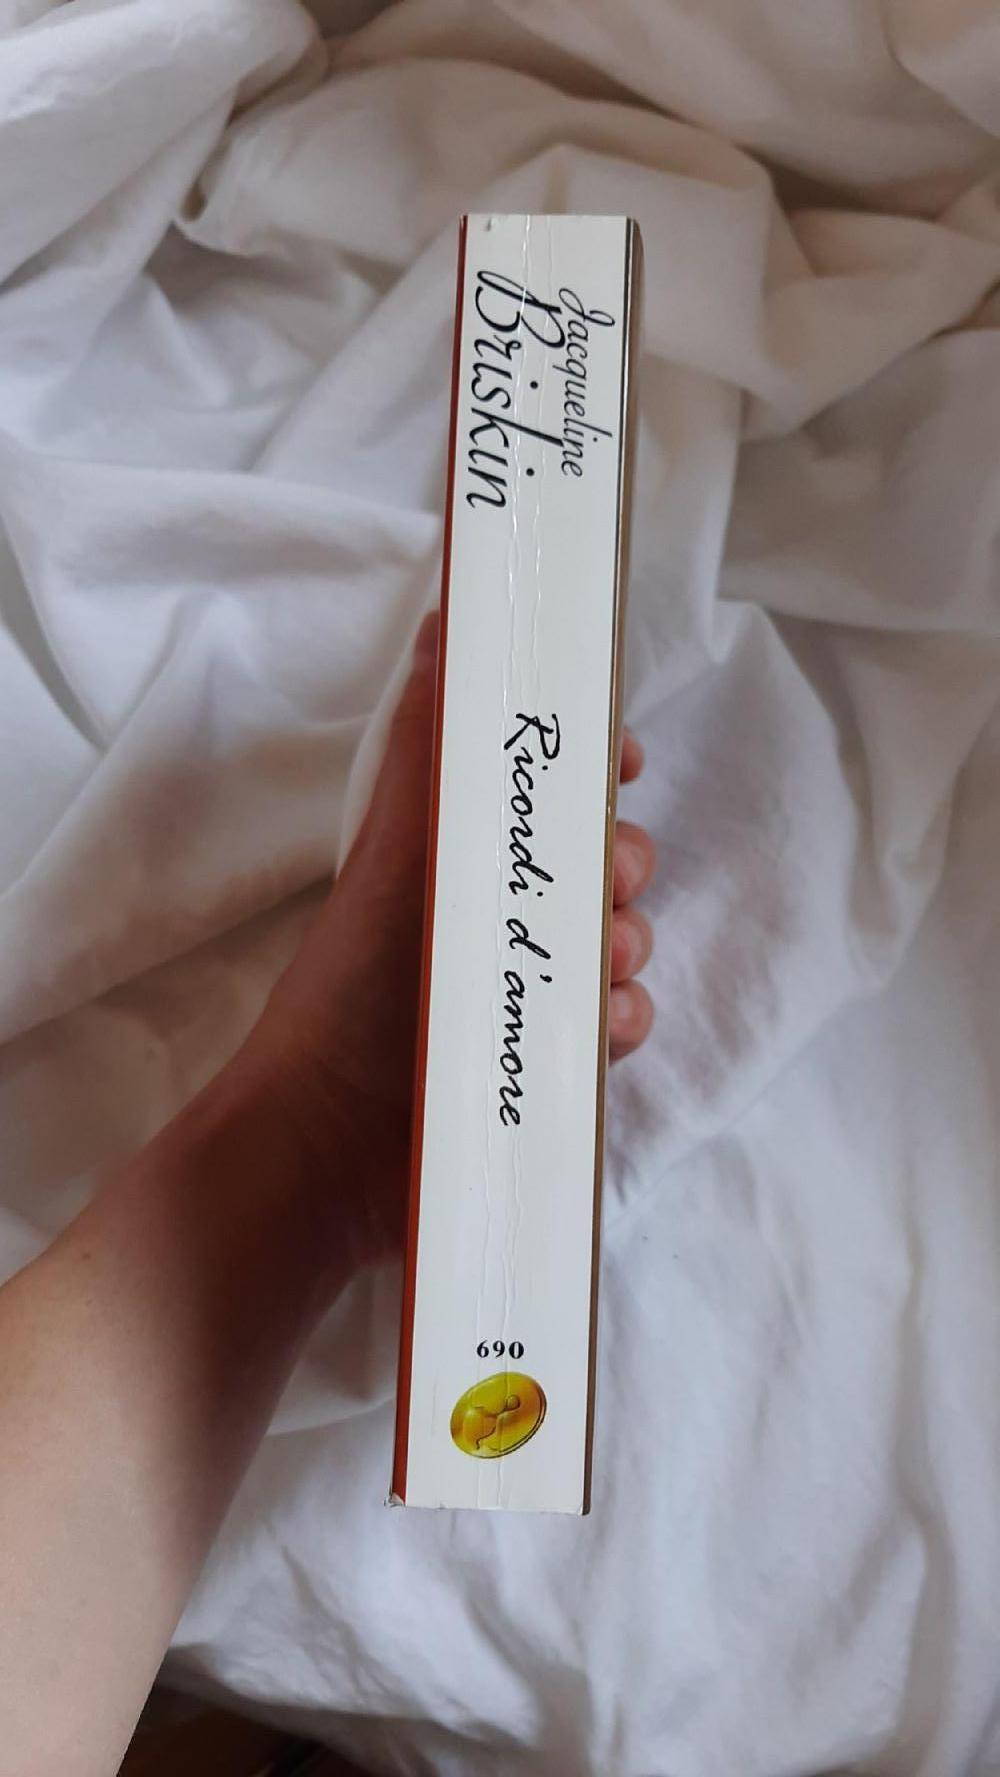 Jacqueline
Briskin
Ricordi d'amore
690